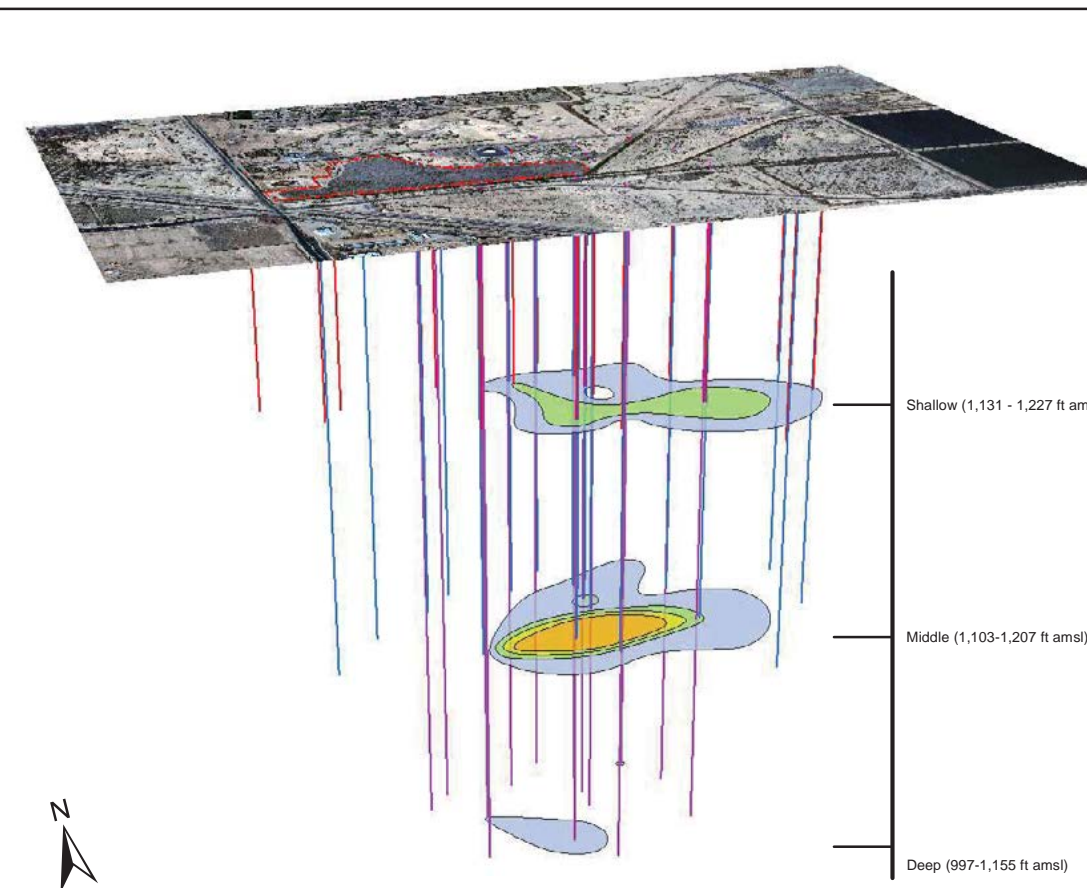 Shallow (1,131 - 1,227 ft am
Middle (1,103-1,207 ft amsl)
N
Deep (997-1,155 ft amsl)